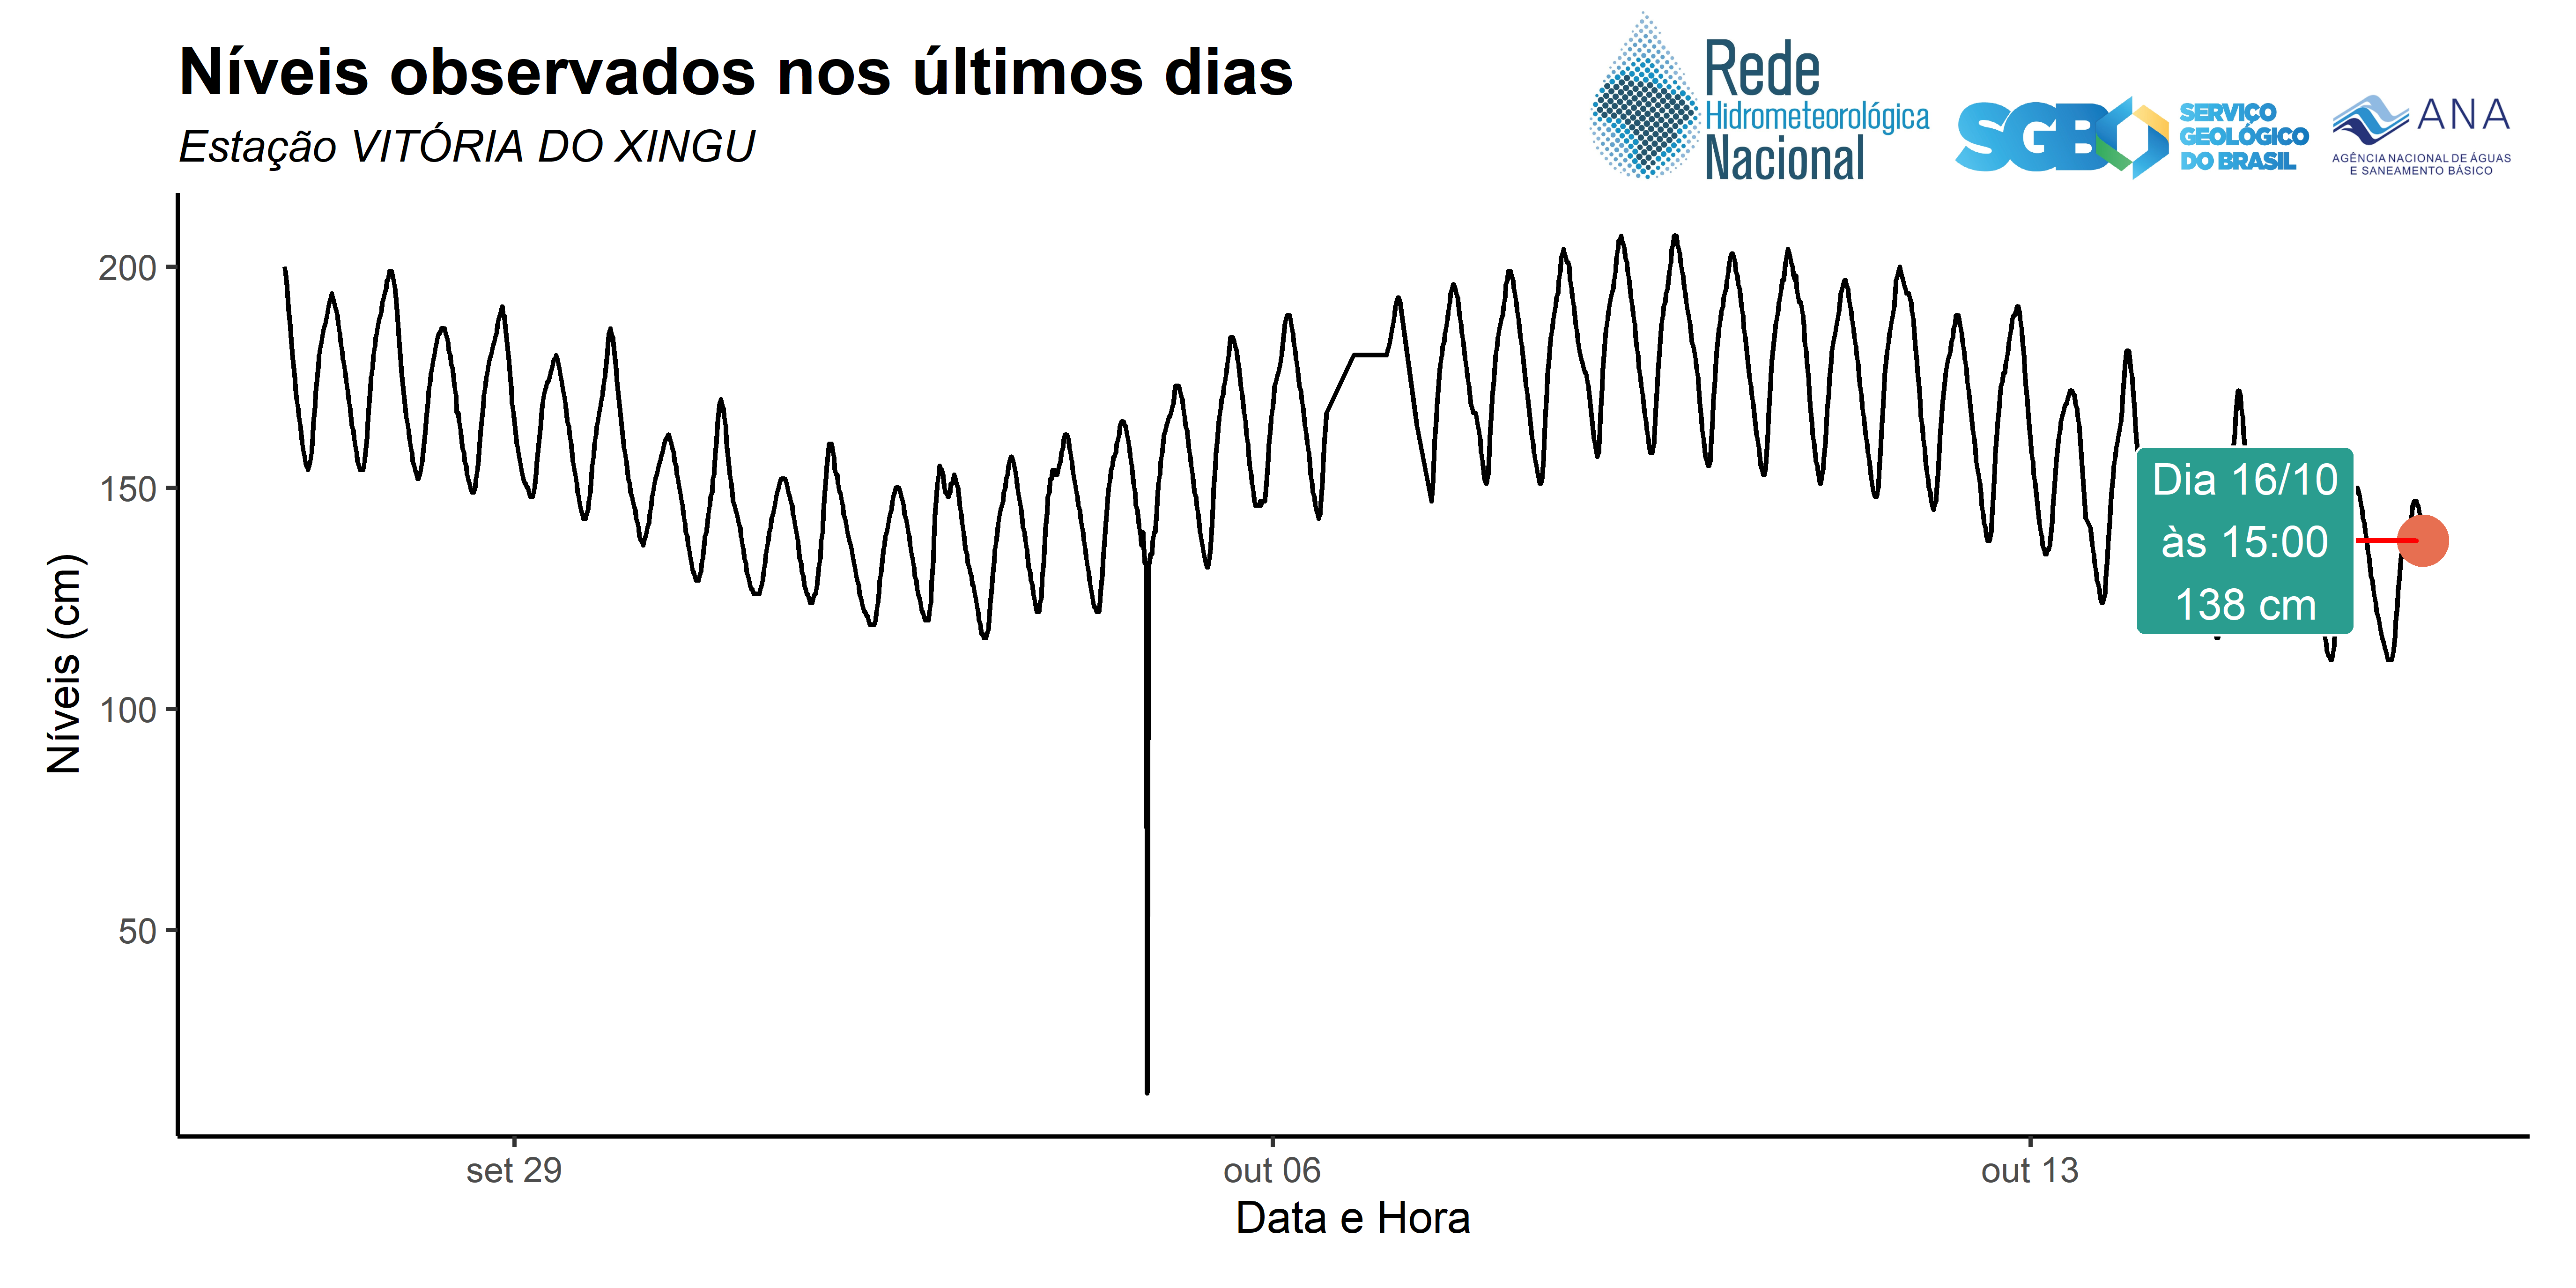 Níveis observados nos últimos dias
Estação VITÓRIA DO XINGU
Rede
Hidrometeorológica
Nacional
SGB
SERVIÇO
GEOLÓGICO
DO BRASIL
ANA
AGÊNCIA NACIONAL DE ÁGUAS
E SANEAMENTO BÁSICO
Níveis (cm)
200
150
100
50
Dia 16/10
às 15:00
138 cm
set 29
out 06
out 13
Data e Hora